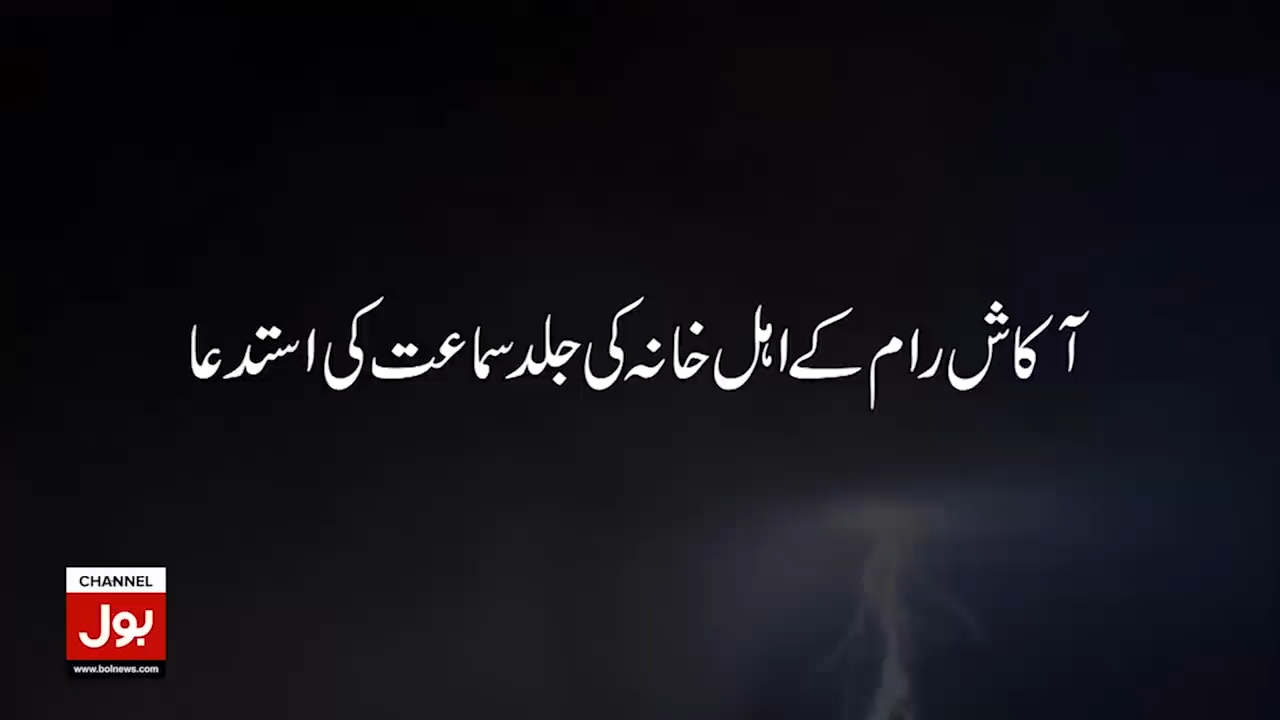 آکاش رام کے اہل خانہ کی جلد سماعت کی استدعا
CHANNEL
بول
www.bolnews.com